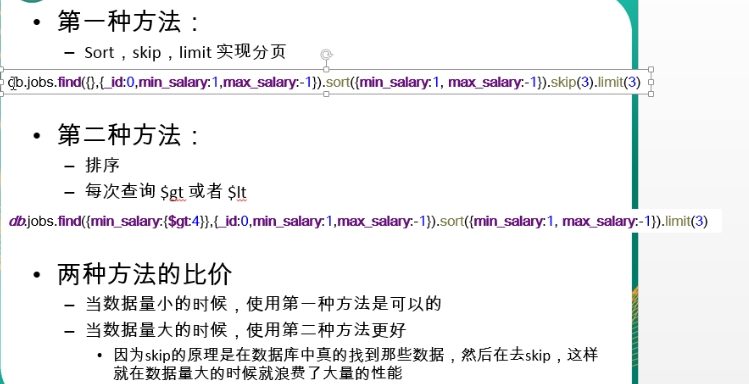 • 第一种方法：
– Sort，skip，limit 实现分页
db.jobs.find({},{_id:0,min_salary:1,max_salary:-1}).sort({min_salary:1, max_salary:-1}).skip(3).limit(3)
• 第二种方法：
– 排序
– 每次查询 $gt 或者 $lt
db.jobs.find({min_salary:{$gt:4}},{_id:0,min_salary:1,max_salary:-1}).sort({min_salary:1, max_salary:-1}).limit(3)
• 两种方法的比价
– 当数据量小的时候，使用第一种方法是可以的
– 当数据量大的时候，使用第二种方法更好
• 因为skip的原理是在数据库中真的找到那些数据，然后在去skip，这样
就在数据量大的时候就浪费了大量的性能